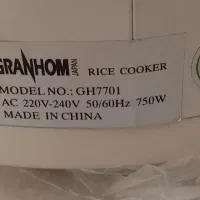 GRANHOM JAPAN RICE COOKER
MODEL NO.: GH7701
AC 220V-240V 50/60Hz 750W
MADE IN CHINA